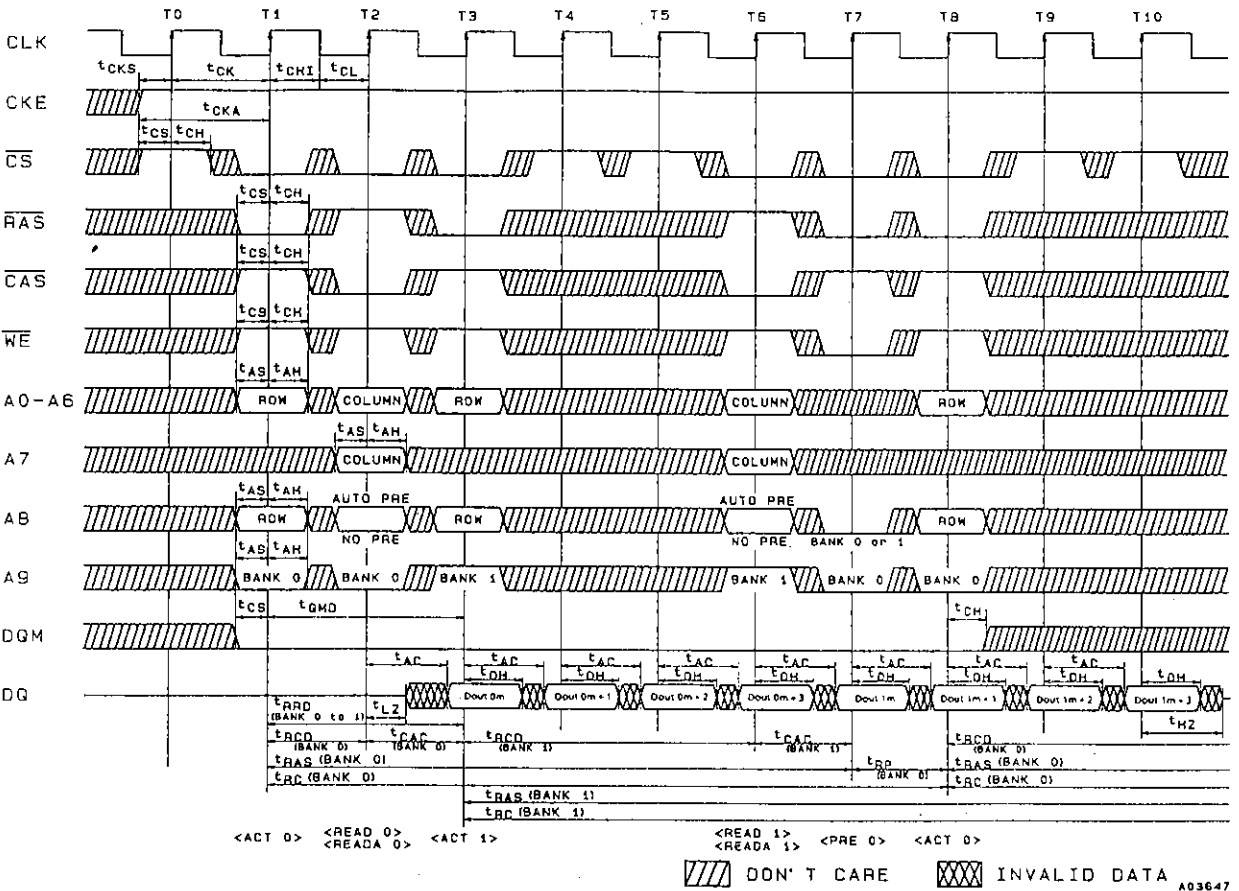 T0 T1 T2 T3 T4 T5 T6 T7 T8 T9 T10
CLK
tCKS tCK tCHI tCL
CKE
tCKA
tCS tCH
CS
tCS tCH
RAS
tCS tCH
CAS
tCS tCH
WE
tAS tAH
A0-A6 ROW COLUMN ROW COLUMN ROW
tAS tAH
A7 COLUMN COLUMN
tAS tAH AUTO PRE AUTO PRE
A8 ROW ROW ROW
NO PRE NO PRE. BANK 0 or 1
tAS tAH
A9 BANK 0 BANK 0 BANK 1 BANK 1 BANK 0 BANK 0
tCS tQMD tCH
DQM
tAC tAC tAC tAC tAC tAC tAC tAC
tOH tOH tOH tOH tOH tOH tOH tOH
DQ Dout 0m Dout 0m + 1 Dout 0m + 2 Dout 0m + 3 Dout 1m Dout 1m + 1 Dout 1m + 2 Dout 1m + 3
tRRD (BANK 0 to 1) tLZ tHZ
tRCD (BANK 0) tCAC (BANK 0) tRCD (BANK 1) tCAC (BANK 1) tRCD (BANK 0)
tRAS (BANK 0) tRP (BANK 0) tRAS (BANK 0)
tRC (BANK 0) tRC (BANK 0)
tRAS (BANK 1)
tRC (BANK 1)
<ACT 0> <READ 0> <ACT 1> <READ 1> <PRE 0> <ACT 0>
<READA 0> <READA 1>
DON'T CARE INVALID DATA
A03647